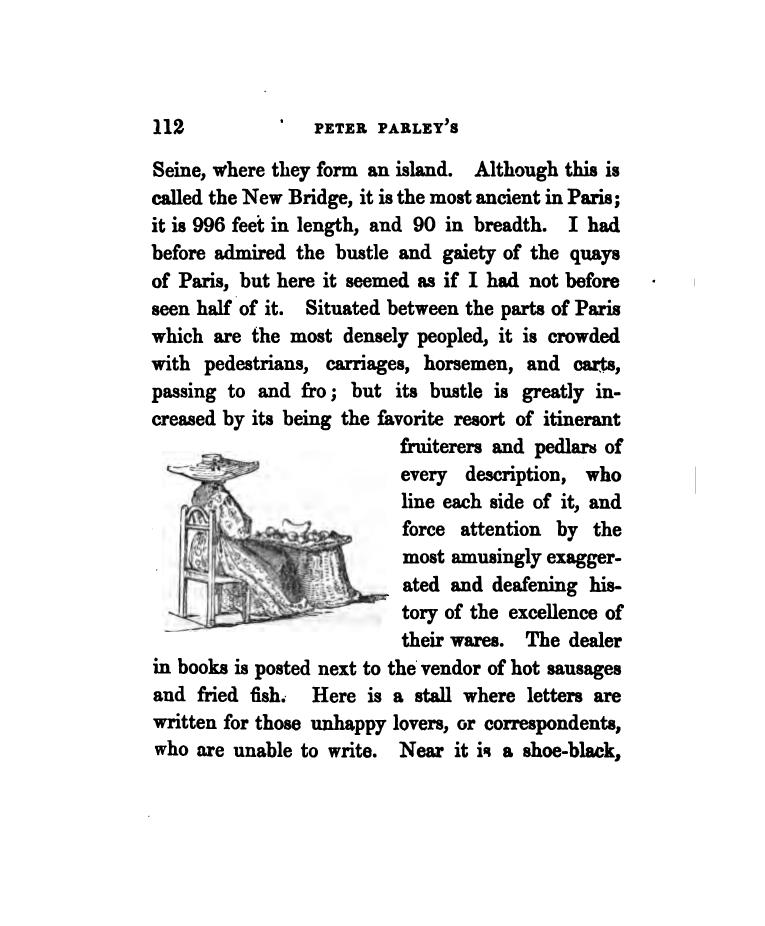 112 PETER PARLEY'S
Seine, where they form an island. Although this is
called the New Bridge, it is the most ancient in Paris;
it is 996 feet in length, and 90 in breadth. I had
before admired the bustle and gaiety of the quays
of Paris, but here it seemed as if I had not before
seen half of it. Situated between the parts of Paris
which are the most densely peopled, it is crowded
with pedestrians, carriages, horsemen, and carts,
passing to and fro; but its bustle is greatly in-
creased by its being the favorite resort of itinerant
fruiterers and pedlars of
every description, who
line each side of it, and
force attention by the
most amusingly exagger-
ated and deafening his-
tory of the excellence of
their wares. The dealer
in books is posted next to the vendor of hot sausages
and fried fish. Here is a stall where letters are
written for those unhappy lovers, or correspondents,
who are unable to write. Near it is a shoe-black,